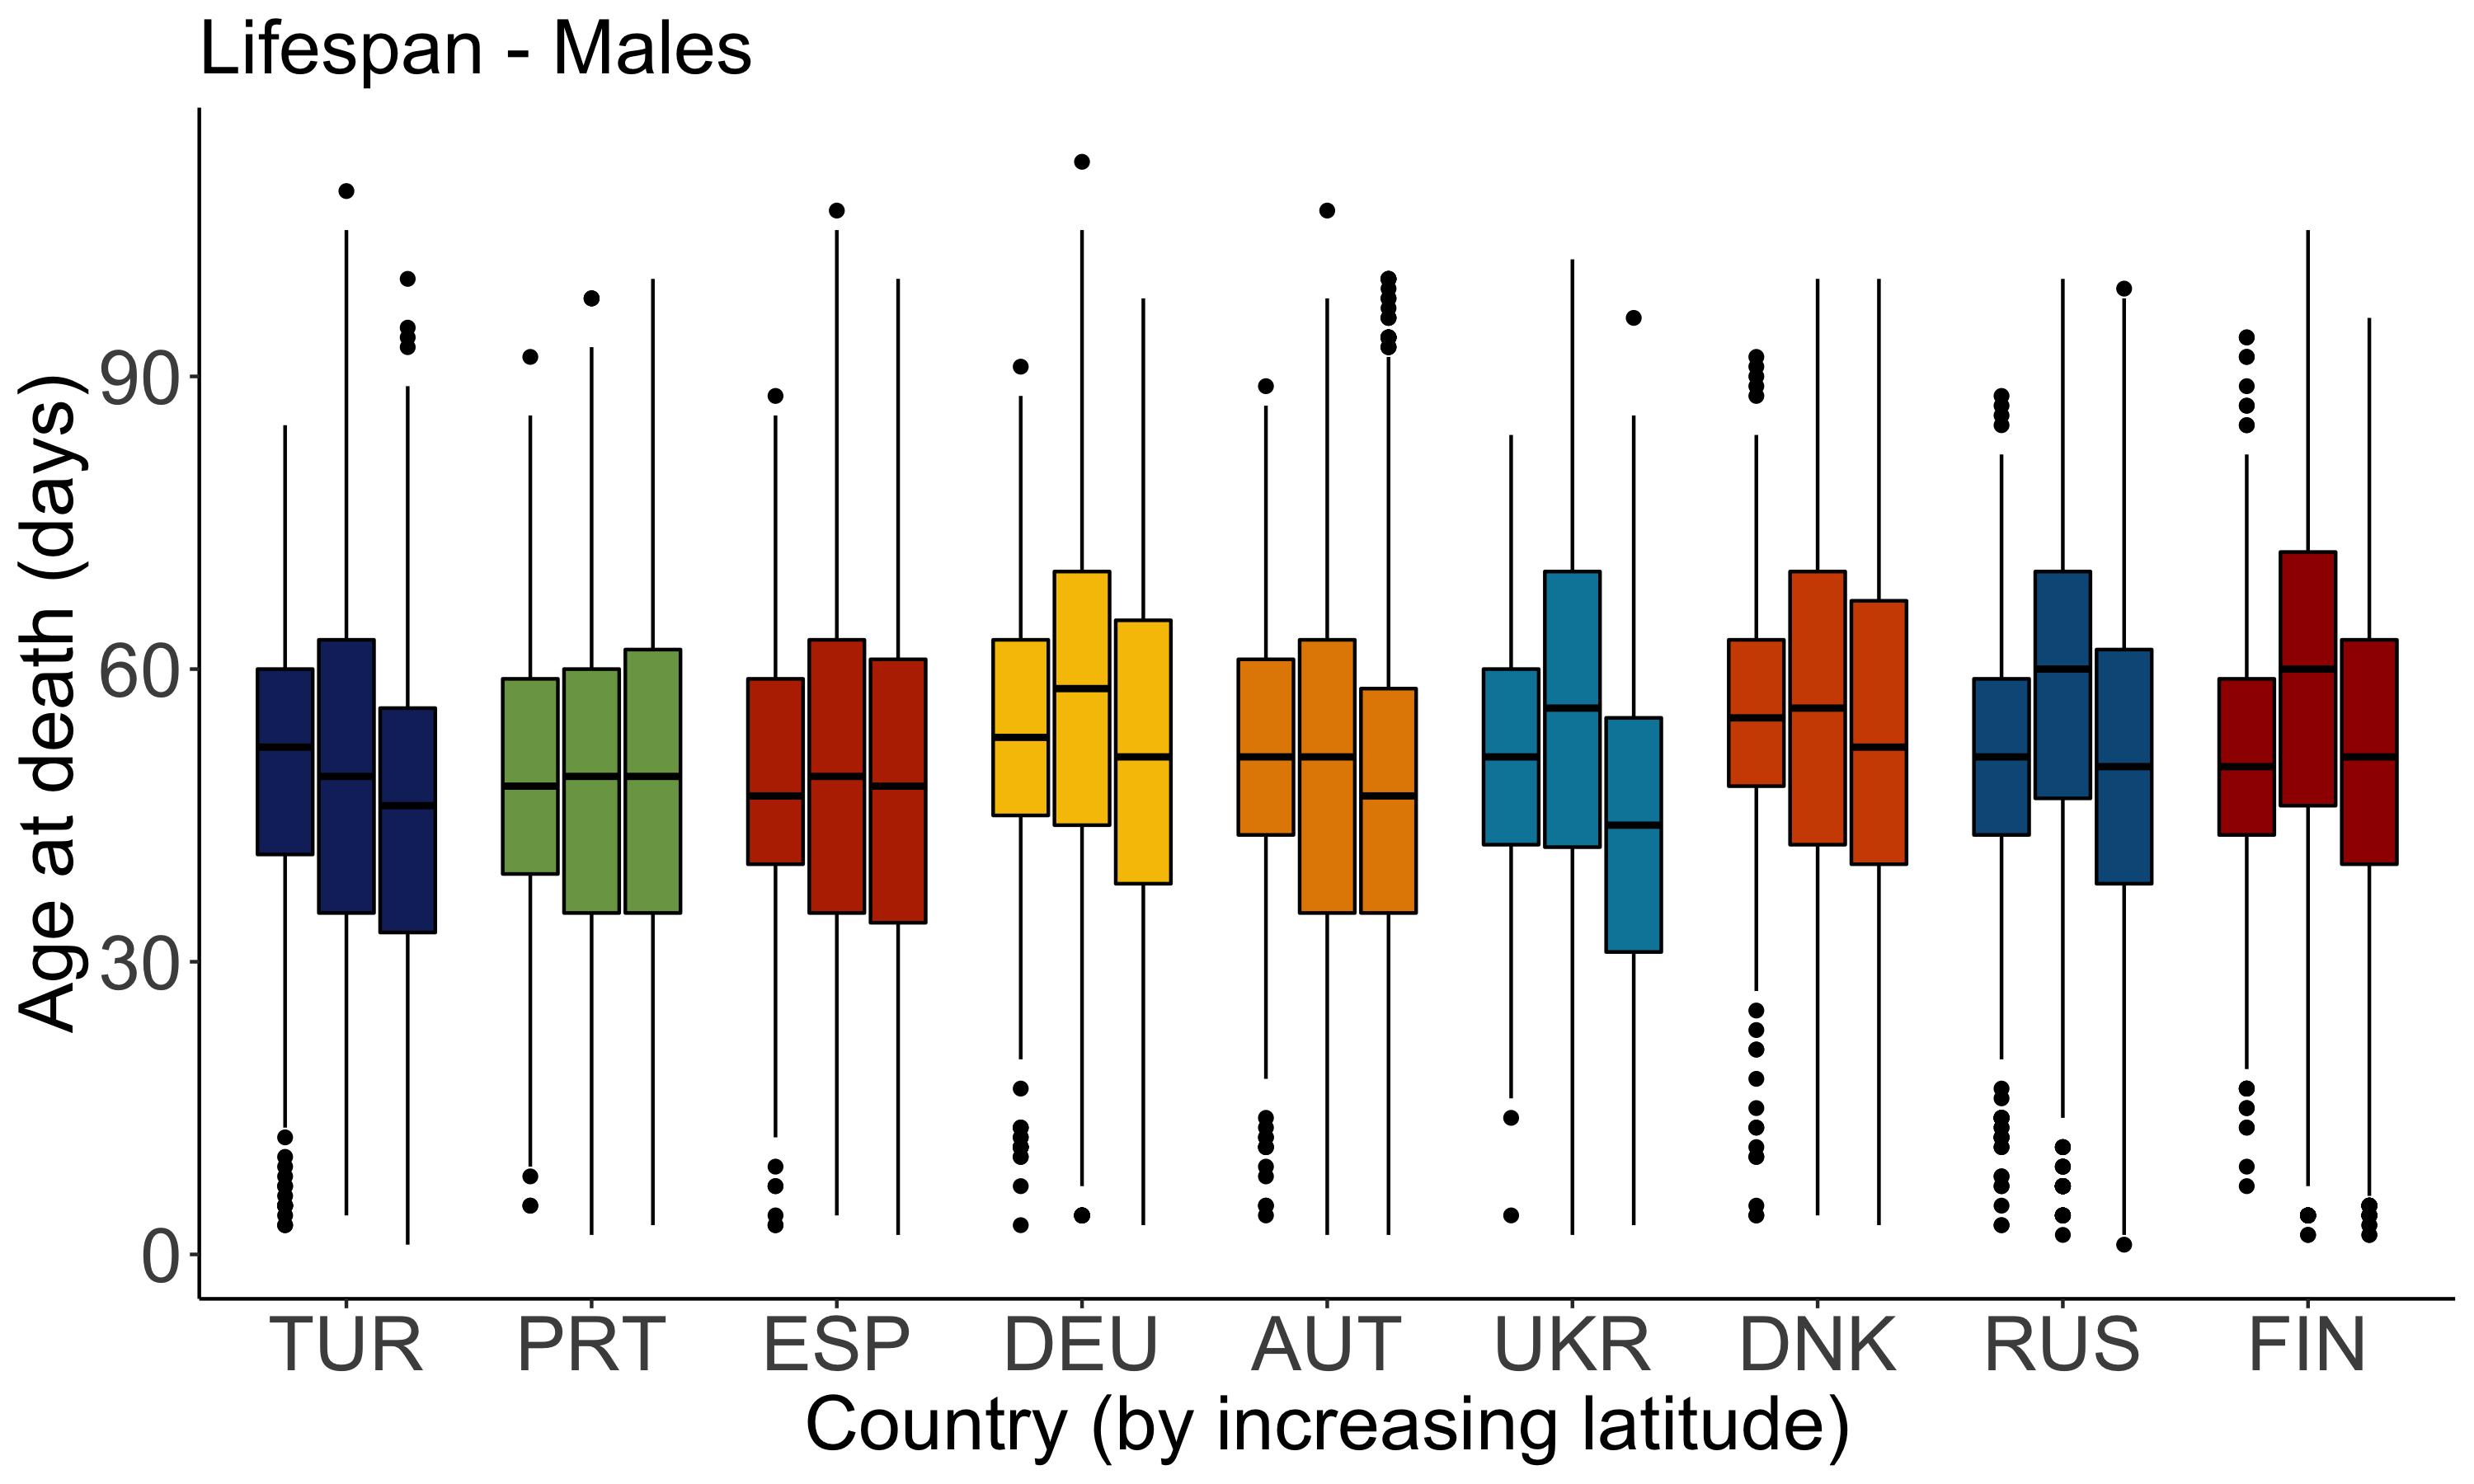 Lifespan - Males
Age at death (days)
90
60
30
0
TUR PRT ESP DEU AUT UKR DNK RUS FIN
Country (by increasing latitude)